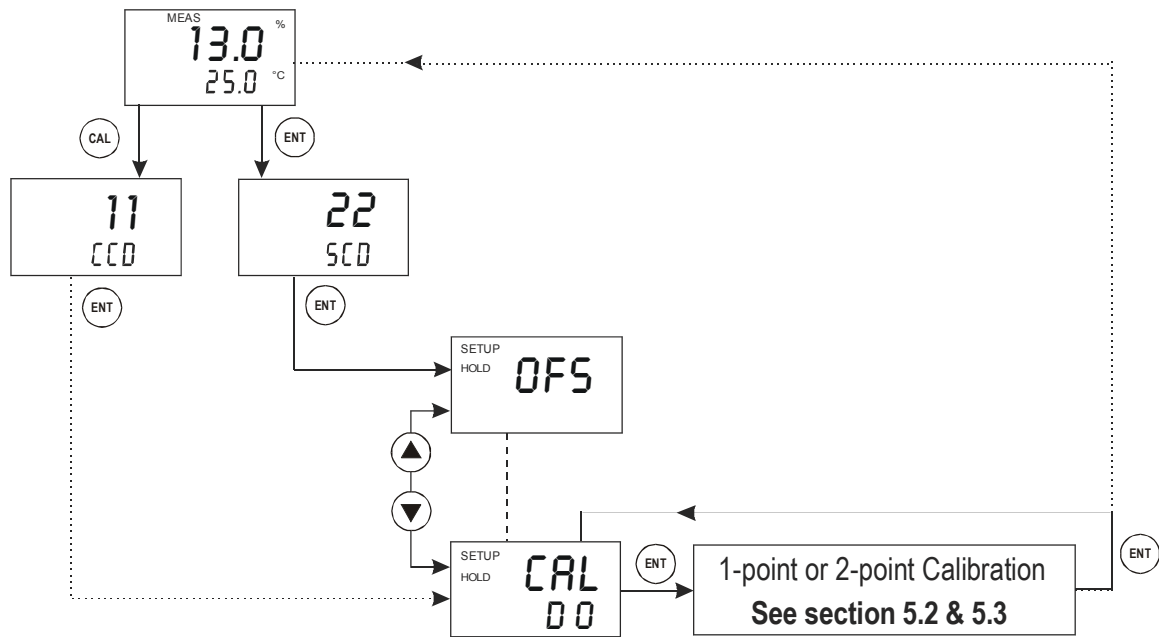 MEAS
13.0 %
25.0 °C
CAL
ENT
11
CCD
22
SCD
ENT
ENT
SETUP
HOLD
OFS
SETUP
HOLD
CAL
DO
ENT
1-point or 2-point Calibration
See section 5.2 & 5.3
ENT